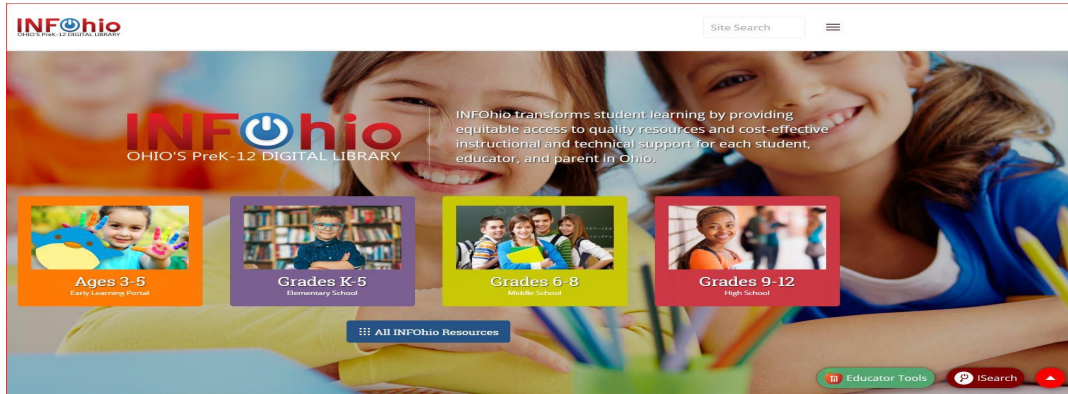 INFOhio
OHIO'S PreK-12 DIGITAL LIBRARY
Site Search
INFOhio
OHIO'S PreK-12 DIGITAL LIBRARY
INFOhio transforms student learning by providing
equitable access to quality resources and cost-effective
instructional and technical support for each student,
educator, and parent in Ohio.
Ages 3-5
Early Learning Portal
Grades K-5
Elementary School
Grades 6-8
Middle School
Grades 9-12
High School
All INFOhio Resources
Educator Tools
ISearch